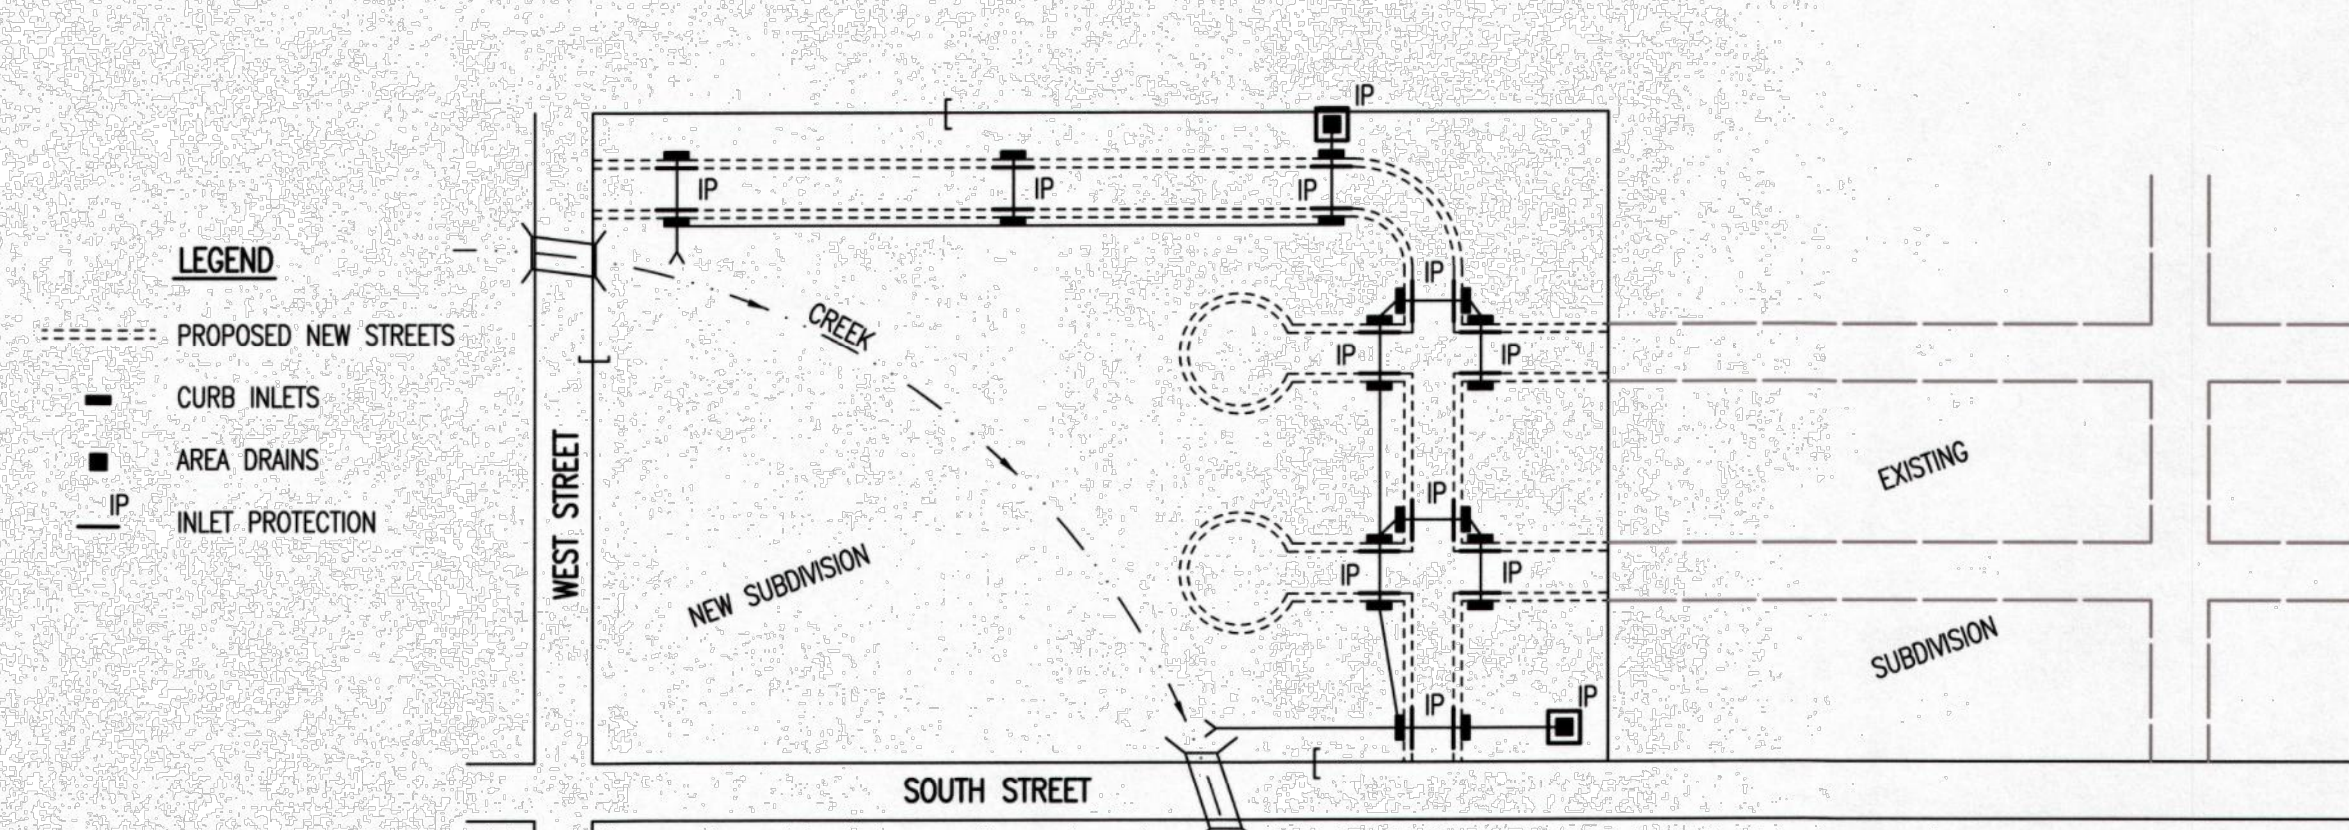 IP
IP
IP
IP
LEGEND
PROPOSED NEW STREETS
CURB INLETS
AREA DRAINS
IP
INLET PROTECTION
WEST STREET
CREEK
NEW SUBDIVISION
IP
IP
IP
IP
IP
IP
IP
IP
EXISTING
SUBDIVISION
SOUTH STREET